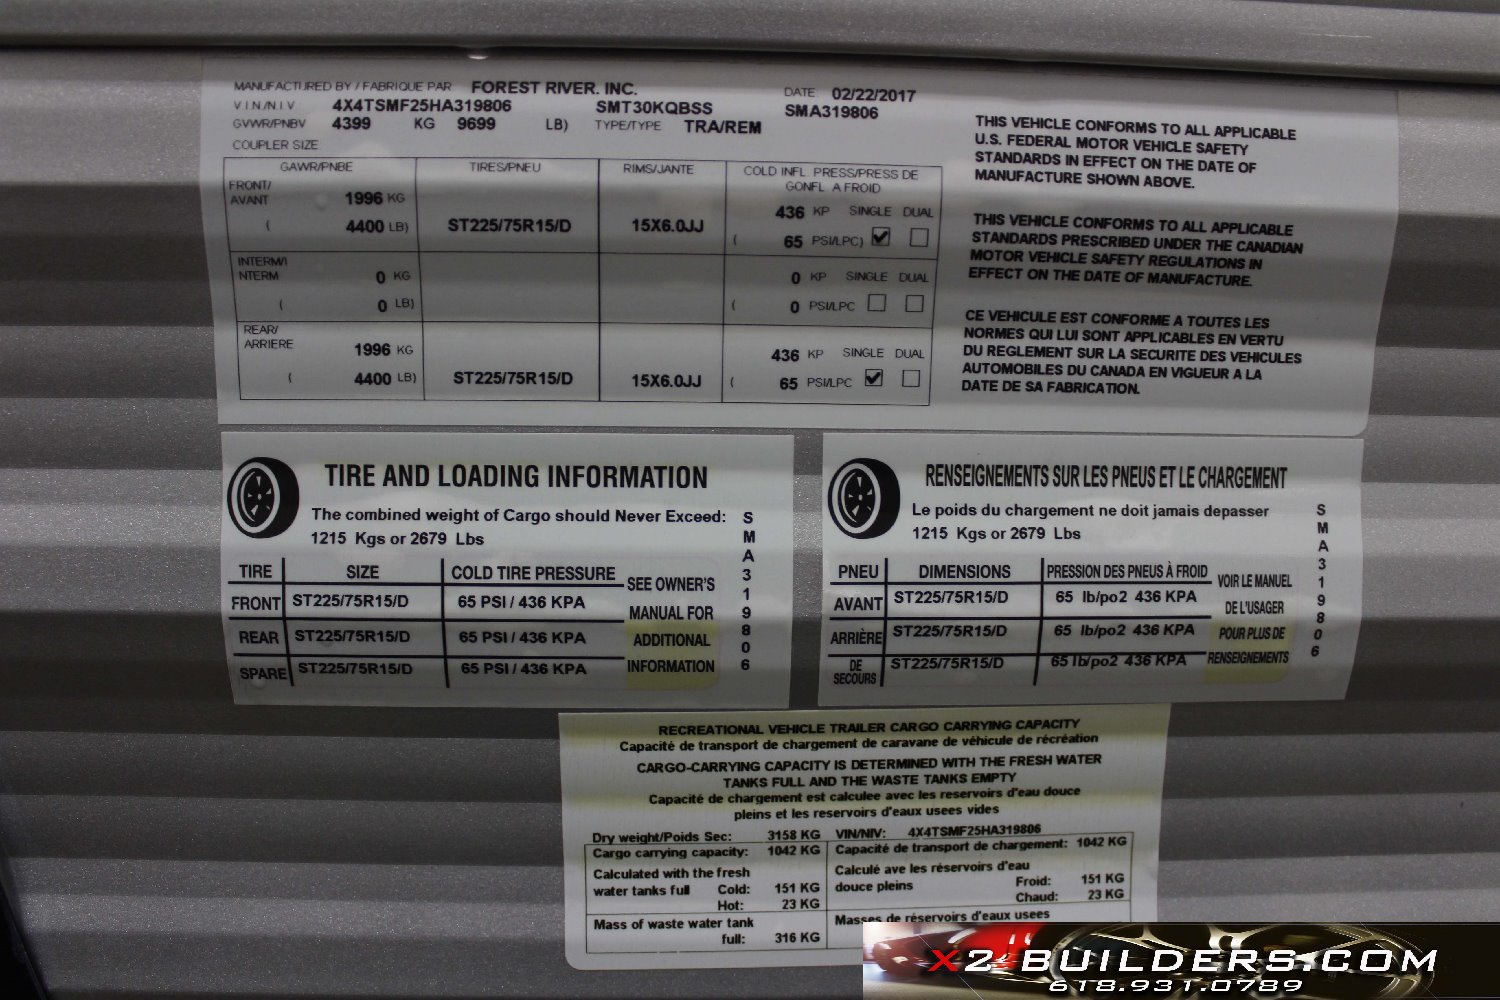 MANUFACTURED BY / FABRIQUE PAR FOREST RIVER. INC. DATE 02/22/2017
VIN/NIV 4X4TSMF25HA319806 SMT30KQBSS SMA319806
GVWR/PNBV 4399 KG 9699 LB) TYPE/TYPE TRA/REM
COUPLER SIZE
GAWR/PNBE TIRES/PNEU RIMS/JANTE COLD INFL. PRESS/PRESS DE
GONFL. A FROID
FRONT/
AVANT 1996 KG 436 KP SINGLE DUAL
( 4400 LB) ST225/75R15/D 15X6.0JJ ( 65 PSI/LPC)
INTERM/I
NTERM 0 KG 0 KP SINGLE DUAL
( 0 LB) ( 0 PSI/LPC
REAR/
ARRIERE 1996 KG 436 KP SINGLE DUAL
( 4400 LB) ST225/75R15/D 15X6.0JJ ( 65 PSI/LPC
THIS VEHICLE CONFORMS TO ALL APPLICABLE
U.S. FEDERAL MOTOR VEHICLE SAFETY
STANDARDS IN EFFECT ON THE DATE OF
MANUFACTURE SHOWN ABOVE.
THIS VEHICLE CONFORMS TO ALL APPLICABLE
STANDARDS PRESCRIBED UNDER THE CANADIAN
MOTOR VEHICLE SAFETY REGULATIONS IN
EFFECT ON THE DATE OF MANUFACTURE.
CE VEHICULE EST CONFORME A TOUTES LES
NORMES QUI LUI SONT APPLICABLES EN VERTU
DU REGLEMENT SUR LA SECURITE DES VEHICULES
AUTOMOBILES DU CANADA EN VIGUEUR A LA
DATE DE SA FABRICATION.
TIRE AND LOADING INFORMATION
The combined weight of Cargo should Never Exceed:
1215 Kgs or 2679 Lbs
TIRE SIZE COLD TIRE PRESSURE
FRONT ST225/75R15/D 65 PSI / 436 KPA
REAR ST225/75R15/D 65 PSI / 436 KPA
SPARE ST225/75R15/D 65 PSI / 436 KPA
SEE OWNER'S
MANUAL FOR
ADDITIONAL
INFORMATION
SMA319806
RENSEIGNEMENTS SUR LES PNEUS ET LE CHARGEMENT
Le poids du chargement ne doit jamais depasser
1215 Kgs or 2679 Lbs
PNEU DIMENSIONS PRESSION DES PNEUS À FROID
AVANT ST225/75R15/D 65 lb/po2 436 KPA
ARRIÈRE ST225/75R15/D 65 lb/po2 436 KPA
DE
SECOURS ST225/75R15/D 65 lb/po2 436 KPA
VOIR LE MANUEL
DE L'USAGER
POUR PLUS DE
RENSEIGNEMENTS
SMA319806
RECREATIONAL VEHICLE TRAILER CARGO CARRYING CAPACITY
Capacité de transport de chargement de caravane de véhicule de récréation
CARGO-CARRYING CAPACITY IS DETERMINED WITH THE FRESH WATER
TANKS FULL AND THE WASTE TANKS EMPTY
Capacité de chargement est calculee avec les reservoirs d'eau douce
pleins et les reservoirs d'eaux usees vides
Dry weight/Poids Sec: 3158 KG VIN/NIV: 4X4TSMF25HA319806
Cargo carrying capacity: 1042 KG Capacité de transport de chargement: 1042 KG
Calculated with the fresh
water tanks full Cold: 151 KG
Hot: 23 KG
Calculé ave les réservoirs d'eau
douce pleins Froid: 151 KG
Chaud: 23 KG
Mass of waste water tank
full: 316 KG
Masses de réservoirs d'eaux usees
X2-BUILDERS.COM
618.931.0789